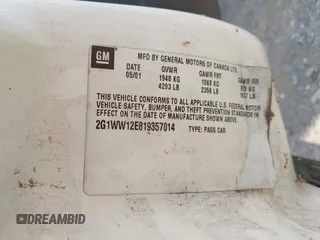 GM
MFD BY GENERAL MOTORS OF CANADA LTD.
DATE GVWR GAWR FRT GAWR RR
05/01 1948 KG 1069 KG
4293 LB 2356 LB
THIS VEHICLE CONFORMS TO ALL APPLICABLE U.S. FEDERAL MOTOR
VEHICLE SAFETY, BUMPER, AND THEFT PREVENTION STANDARDS IN
EFFECT ON THE DATE OF MANUFACTURE SHOWN ABOVE.
2G1WW12E819357014 TYPE: PASS CAR
DREAMBID